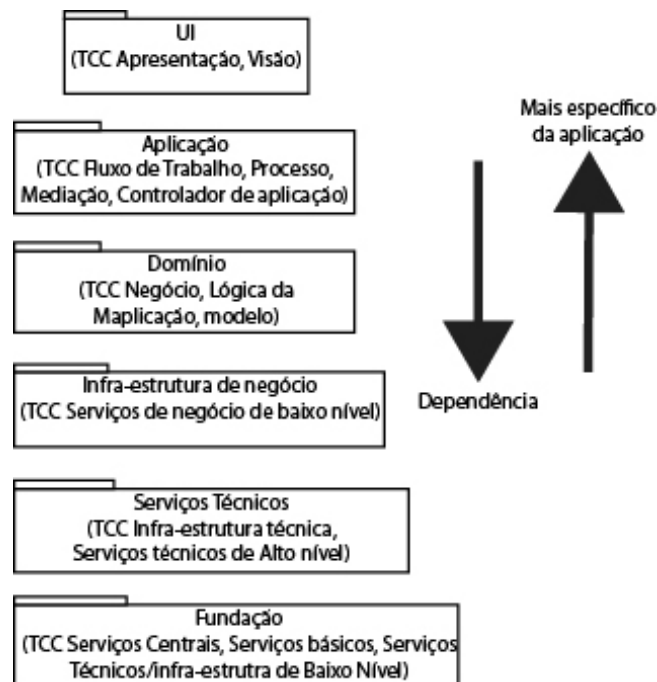 UI
(TCC Apresentação, Visão)
Mais específico
da aplicação
Aplicação
(TCC Fluxo de Trabalho, Processo,
Mediação, Controlador de aplicação)
Domínio
(TCC Negócio, Lógica da
Maplicação, modelo)
Infra-estrutura de negócio
(TCC Serviços de negócio de baixo nível)
Dependência
Serviços Técnicos
(TCC Infra-estrutura técnica,
Serviços técnicos de Alto nível)
Fundação
(TCC Serviços Centrais, Serviços básicos, Serviços
Técnicos/infra-estrutra de Baixo Nível)